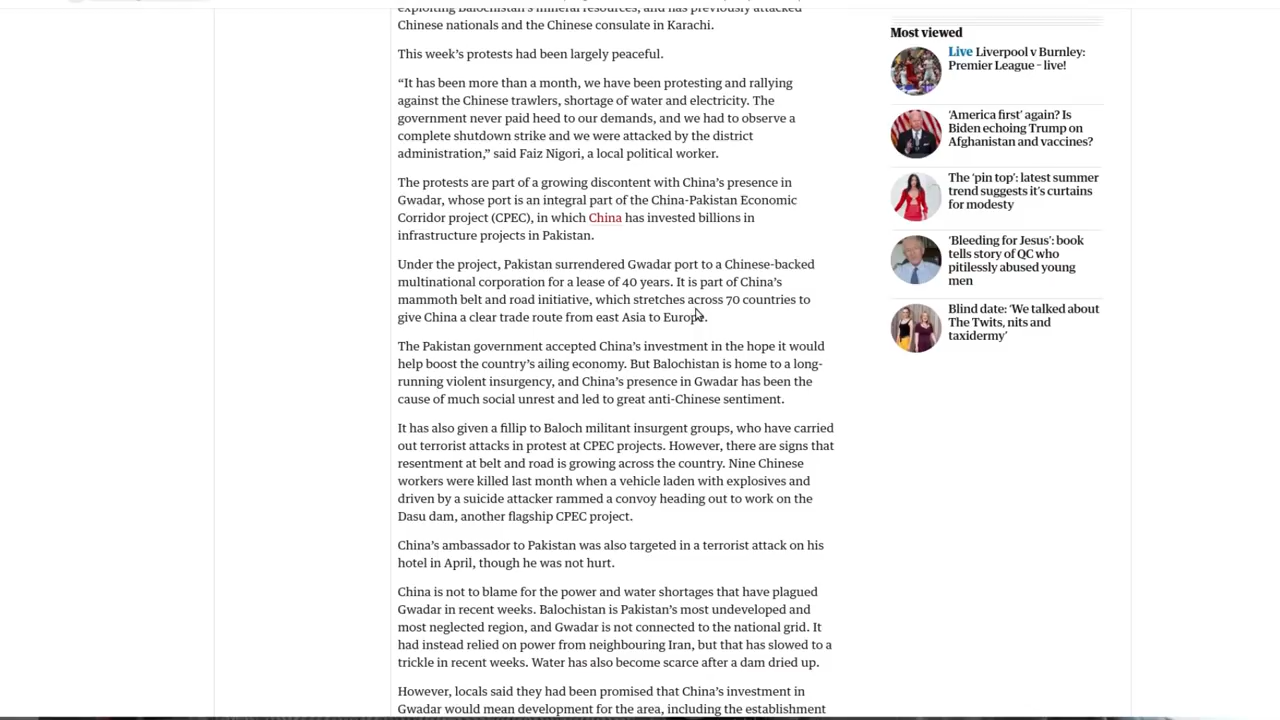 exploiting Balochistan's mineral resources, and has previously attacked
Chinese nationals and the Chinese consulate in Karachi.
This week's protests had been largely peaceful.
“It has been more than a month, we have been protesting and rallying
against the Chinese trawlers, shortage of water and electricity. The
government never paid heed to our demands, and we had to observe a
complete shutdown strike and we were attacked by the district
administration,” said Faiz Nigori, a local political worker.
The protests are part of a growing discontent with China’s presence in
Gwadar, whose port is an integral part of the China-Pakistan Economic
Corridor project (CPEC), in which China has invested billions in
infrastructure projects in Pakistan.
Under the project, Pakistan surrendered Gwadar port to a Chinese-backed
multinational corporation for a lease of 40 years. It is part of China’s
mammoth belt and road initiative, which stretches across 70 countries to
give China a clear trade route from east Asia to Europe.
The Pakistan government accepted China’s investment in the hope it would
help boost the country’s ailing economy. But Balochistan is home to a long-
running violent insurgency, and China’s presence in Gwadar has been the
cause of much social unrest and led to great anti-Chinese sentiment.
It has also given a fillip to Baloch militant insurgent groups, who have carried
out terrorist attacks in protest at CPEC projects. However, there are signs that
resentment at belt and road is growing across the country. Nine Chinese
workers were killed last month when a vehicle laden with explosives and
driven by a suicide attacker rammed a convoy heading out to work on the
Dasu dam, another flagship CPEC project.
China’s ambassador to Pakistan was also targeted in a terrorist attack on his
hotel in April, though he was not hurt.
China is not to blame for the power and water shortages that have plagued
Gwadar in recent weeks. Balochistan is Pakistan’s most undeveloped and
most neglected region, and Gwadar is not connected to the national grid. It
had instead relied on power from neighbouring Iran, but that has slowed to a
trickle in recent weeks. Water has also become scarce after a dam dried up.
However, locals said they had been promised that China’s investment in
Gwadar would mean development for the area, including the establishment
Most viewed
Live Liverpool v Burnley:
Premier League – live!
‘America first’ again? Is
Biden echoing Trump on
Afghanistan and vaccines?
The ‘pin top’: latest summer
trend suggests it’s curtains
for modesty
‘Bleeding for Jesus’: book
tells story of QC who
pitilessly abused young
men
Blind date: ‘We talked about
The Twits, nits and
taxidermy’